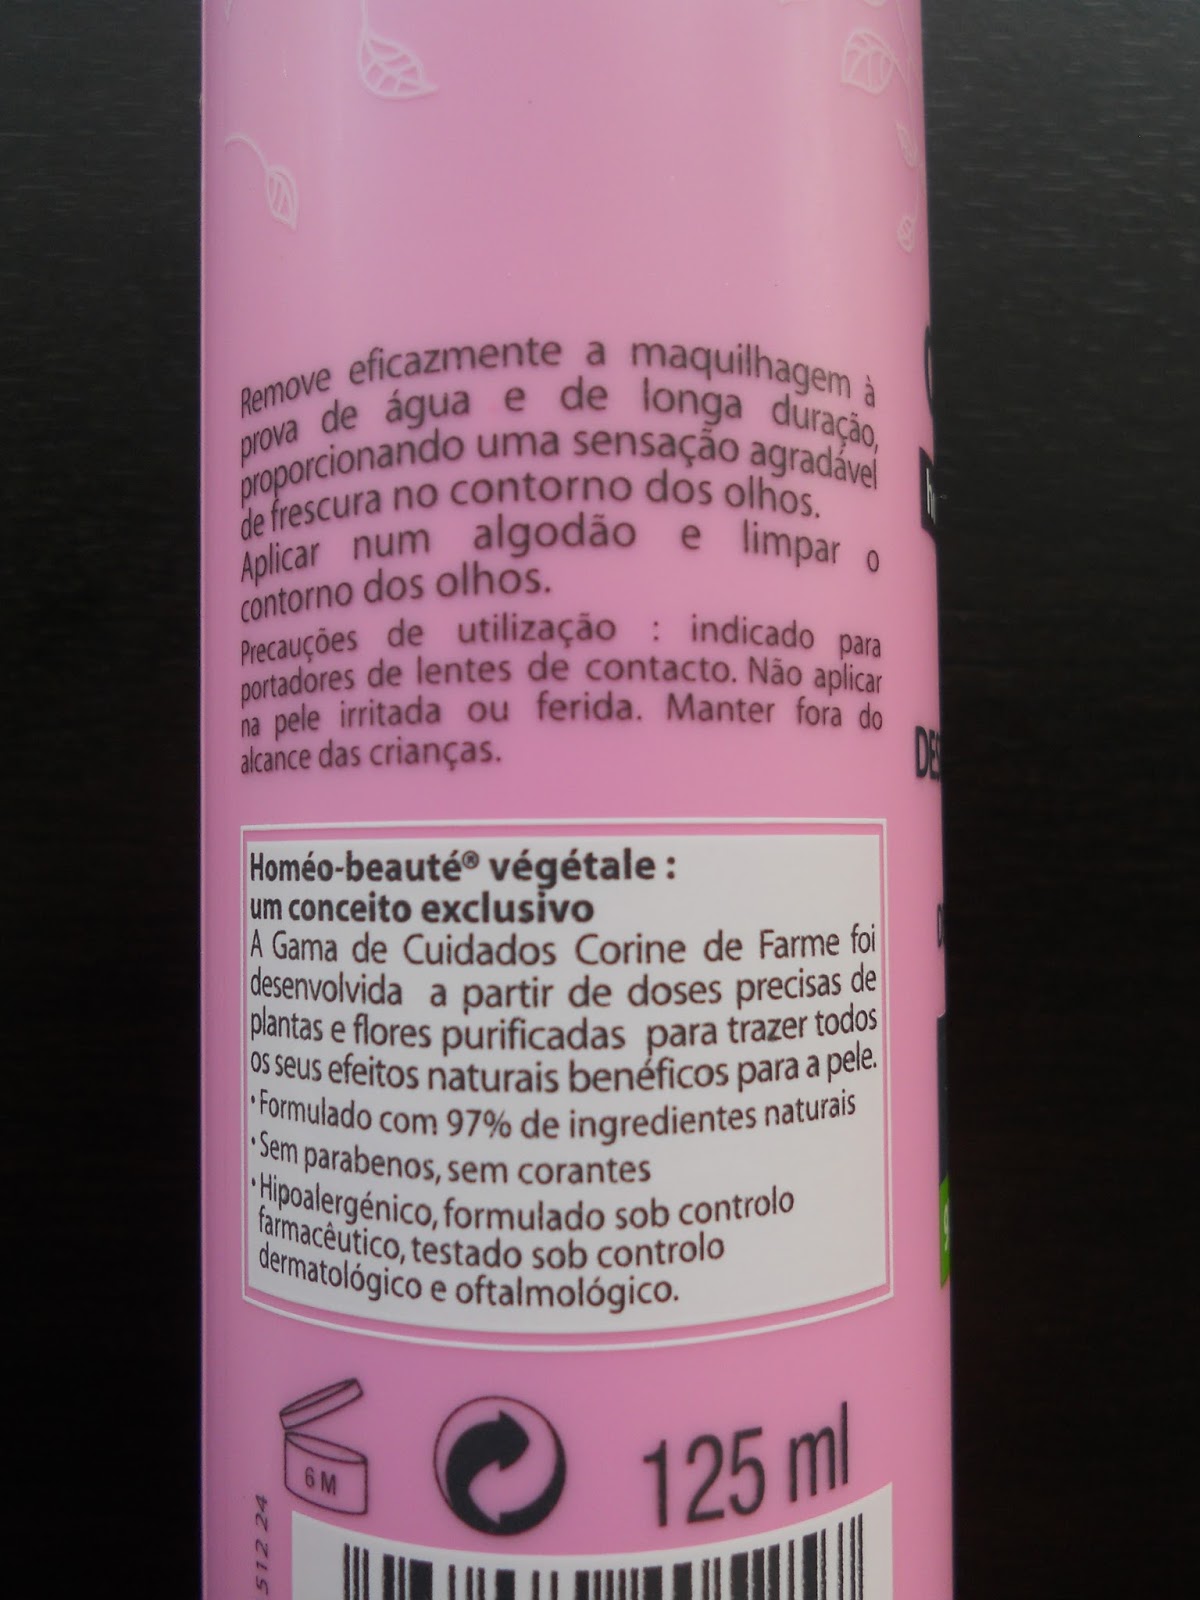 Remove eficazmente a maquilhagem à
prova de água e de longa duração,
proporcionando uma sensação agradável
de frescura no contorno dos olhos.
Aplicar num algodão e limpar o
contorno dos olhos.
Precauções de utilização : indicado para
portadores de lentes de contacto. Não aplicar
na pele irritada ou ferida. Manter fora do
alcance das crianças.
Homéo-beauté® végétale :
um conceito exclusivo
A Gama de Cuidados Corine de Farme foi
desenvolvida a partir de doses precisas de
plantas e flores purificadas para trazer todos
os seus efeitos naturais benéficos para a pele.
• Formulado com 97% de ingredientes naturais
• Sem parabenos, sem corantes
• Hipoalergénico, formulado sob controlo
farmacêutico, testado sob controlo
dermatológico e oftalmológico.
6 M
125 ml
512 24
DES